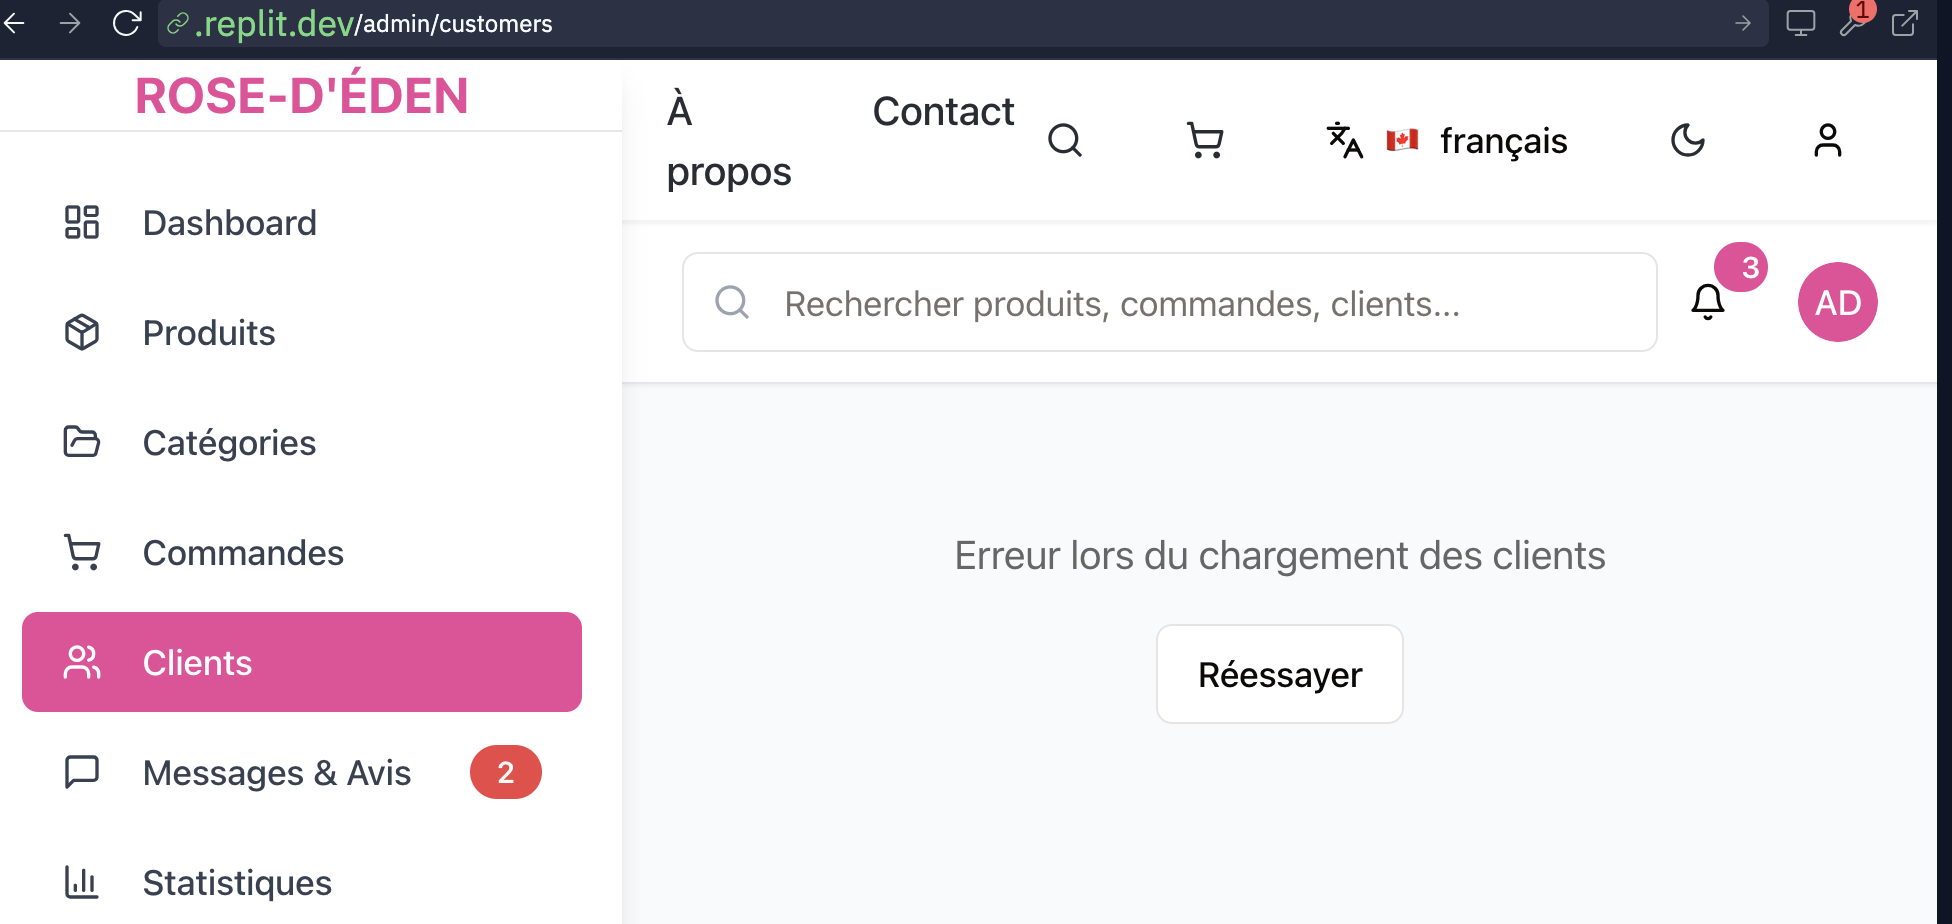 .replit.dev/admin/customers
1
ROSE-D'ÉDEN
À
propos
Contact
français
Dashboard
Produits
Catégories
Commandes
Clients
Messages & Avis
2
Statistiques
Rechercher produits, commandes, clients...
3
AD
Erreur lors du chargement des clients
Réessayer